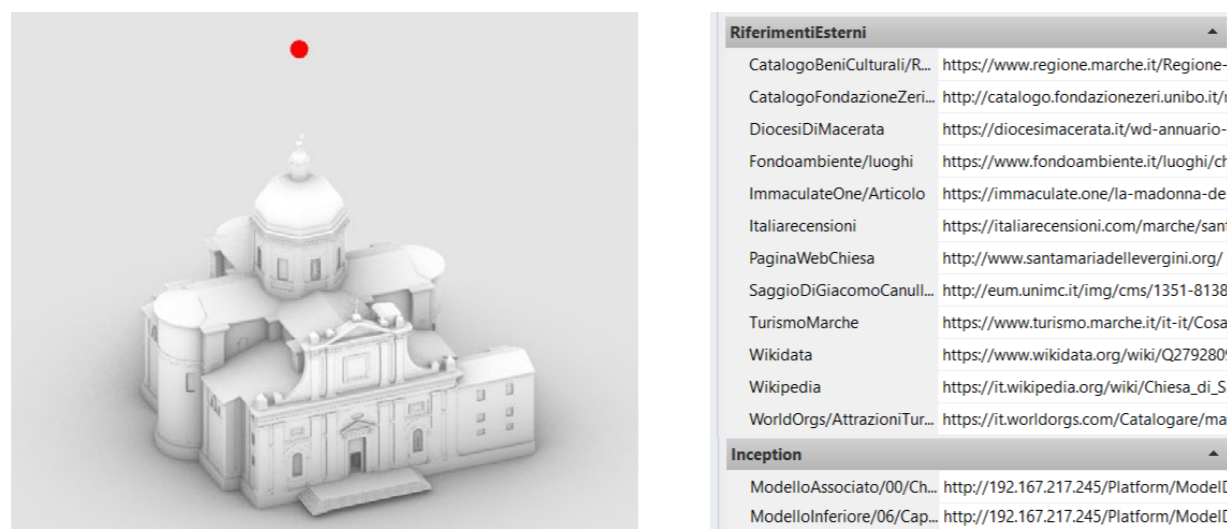 RiferimentiEsterni
CatalogoBeniCulturali/R... https://www.regione.marche.it/Regione-
CatalogoFondazioneZeri... http://catalogo.fondazionezeri.unibo.it/r
DiocesiDiMacerata https://diocesimacerata.it/wd-annuario-
Fondoambiente/luoghi https://www.fondoambiente.it/luoghi/ch
ImmaculateOne/Articolo https://immaculate.one/la-madonna-de
Italiarecensioni https://italiarecensioni.com/marche/sant
PaginaWebChiesa http://www.santamariadellevergini.org/
SaggioDiGiacomoCanull... http://eum.unimc.it/img/cms/1351-8138
TurismoMarche https://www.turismo.marche.it/it-it/Cosa
Wikidata https://www.wikidata.org/wiki/Q2792809
Wikipedia https://it.wikipedia.org/wiki/Chiesa_di_S
WorldOrgs/AttrazioniTur... https://it.worldorgs.com/Catalogare/ma
Inception
ModelloAssociato/00/Ch... http://192.167.217.245/Platform/ModelD
ModelloInferiore/06/Cap... http://192.167.217.245/Platform/ModelD